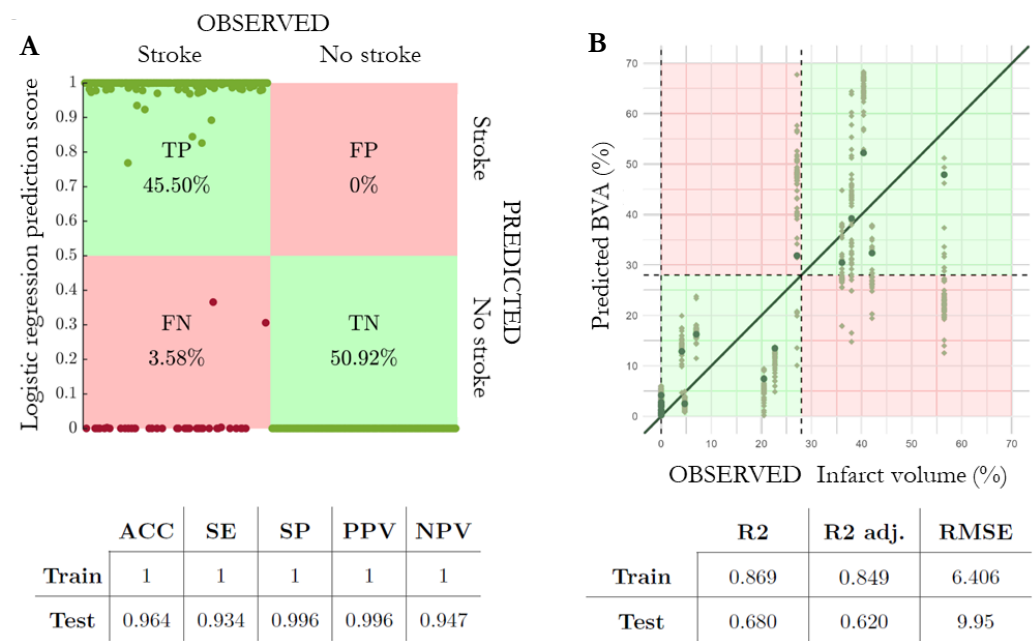 A
OBSERVED
Stroke No stroke
Logistic regression prediction score
1
0.9
0.8
0.7
0.6
0.5
0.4
0.3
0.2
0.1
0
TP
45.50%
FP
0%
FN
3.58%
TN
50.92%
Stroke
No stroke
PREDICTED
ACC SE SP PPV NPV
Train 1 1 1 1 1
Test 0.964 0.934 0.996 0.996 0.947
B
Predicted BVA (%)
70
60
50
40
30
20
10
0
0 10 20 30 40 50 60 70
OBSERVED Infarct volume (%)
R2 R2 adj. RMSE
Train 0.869 0.849 6.406
Test 0.680 0.620 9.95